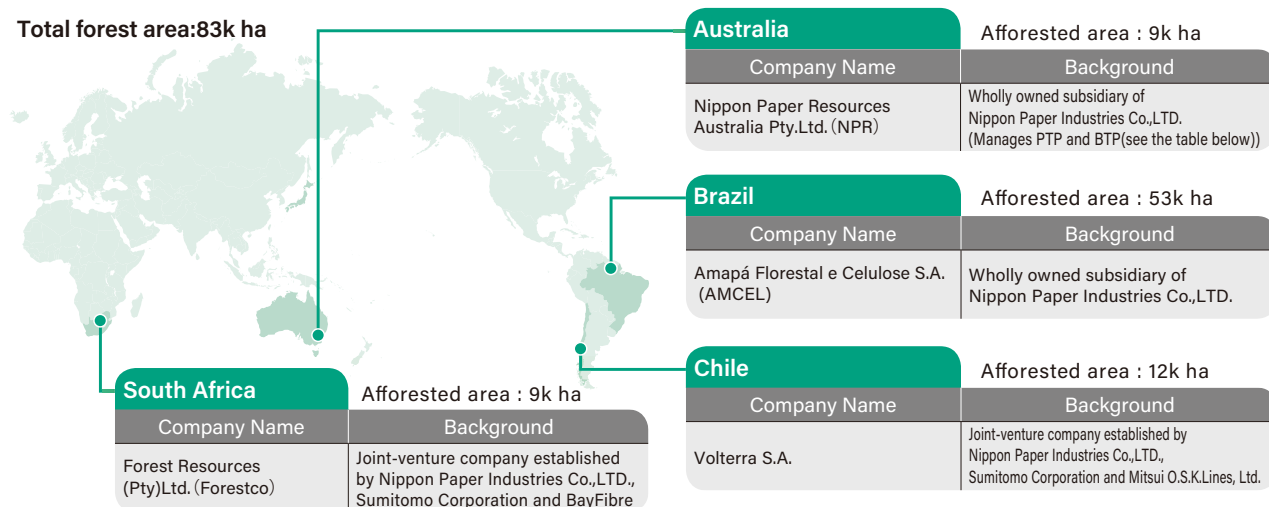 Total forest area:83k ha
Australia
Afforested area : 9k ha
Company Name
Background
Nippon Paper Resources
Australia Pty.Ltd.（NPR）
Wholly owned subsidiary of
Nippon Paper Industries Co.,LTD.
(Manages PTP and BTP(see the table below))
Brazil
Afforested area : 53k ha
Company Name
Background
Amapá Florestal e Celulose S.A.
(AMCEL)
Wholly owned subsidiary of
Nippon Paper Industries Co.,LTD.
Chile
Afforested area : 12k ha
Company Name
Background
Volterra S.A.
Joint-venture company established by
Nippon Paper Industries Co.,LTD.,
Sumitomo Corporation and Mitsui O.S.K.Lines, Ltd.
South Africa
Afforested area : 9k ha
Company Name
Background
Forest Resources
(Pty)Ltd.（Forestco）
Joint-venture company established
by Nippon Paper Industries Co.,LTD.,
Sumitomo Corporation and BayFibre